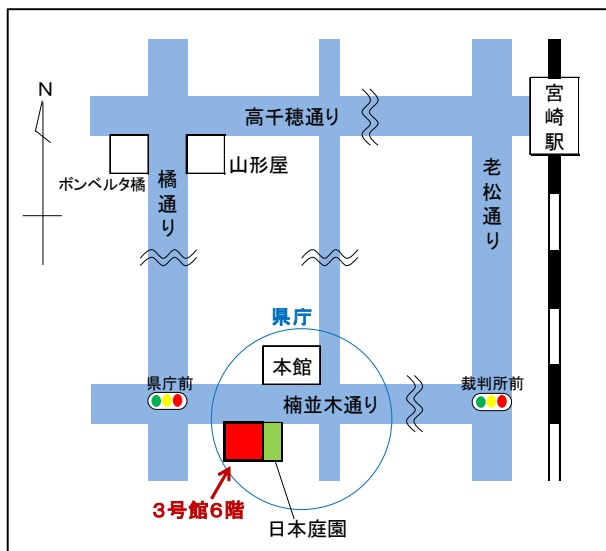 N
高千穂通り
宮崎駅
ボンベルタ橘
山形屋
橘通り
老松通り
県庁
本館
県庁前
楠並木通り
裁判所前
3号館6階
日本庭園